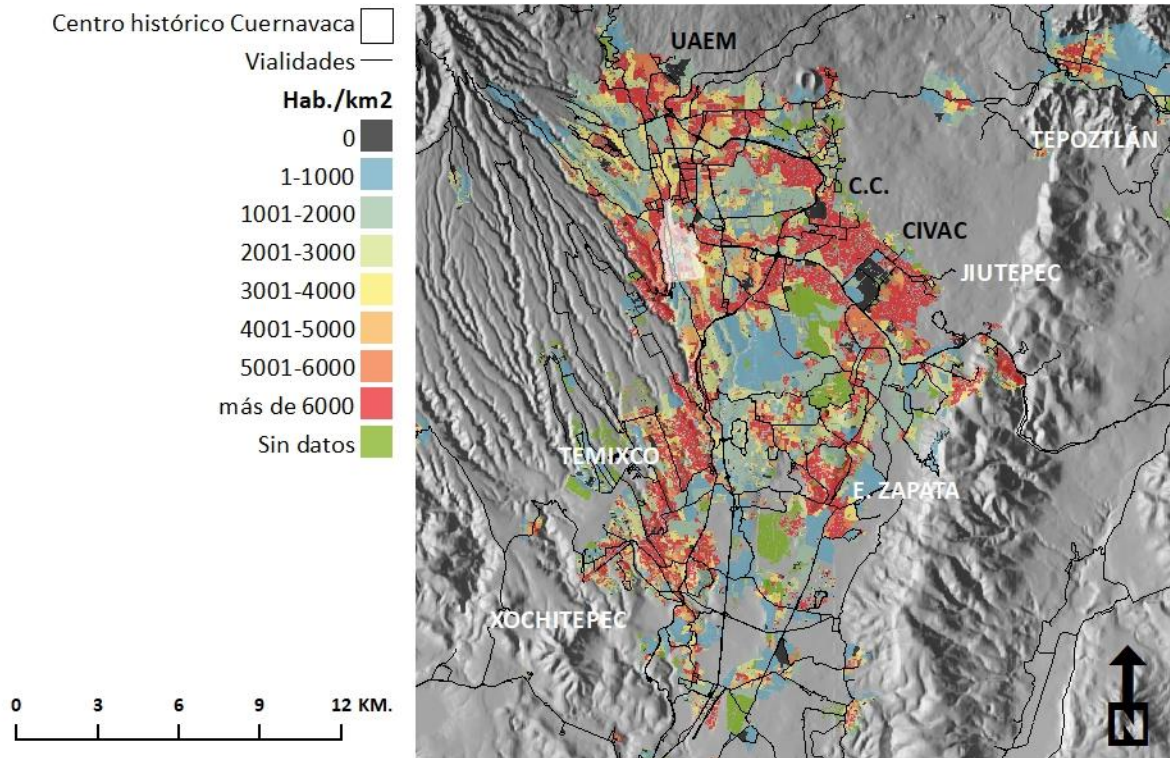 Centro histórico Cuernavaca
Vialidades
Hab./km2
0
1-1000
1001-2000
2001-3000
3001-4000
4001-5000
5001-6000
más de 6000
Sin datos
0 3 6 9 12 KM.
UAEM
TEPOZTLÁN
C.C.
CIVAC
JIUTEPEC
TEMIXCO
E. ZAPATA
XOCHITEPEC
N